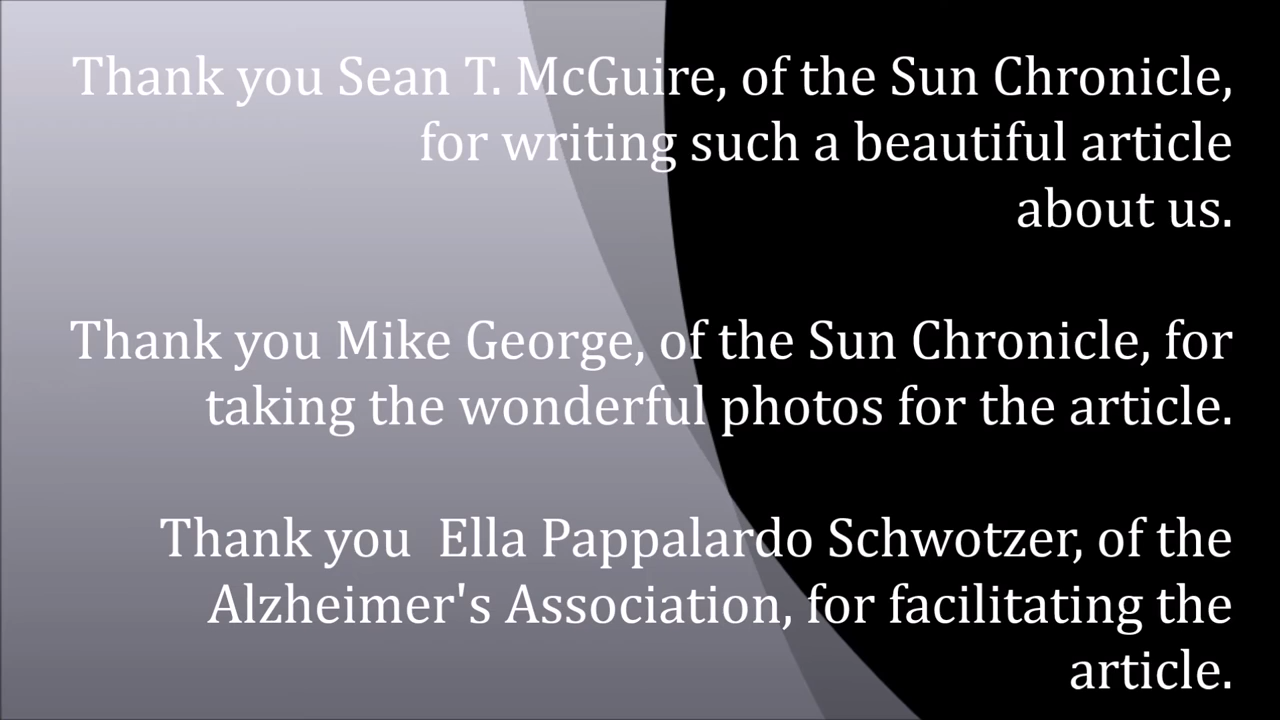 Thank you Sean T. McGuire, of the Sun Chronicle,
for writing such a beautiful article
about us.
Thank you Mike George, of the Sun Chronicle, for
taking the wonderful photos for the article.
Thank you  Ella Pappalardo Schwotzer, of the
Alzheimer's Association, for facilitating the
article.